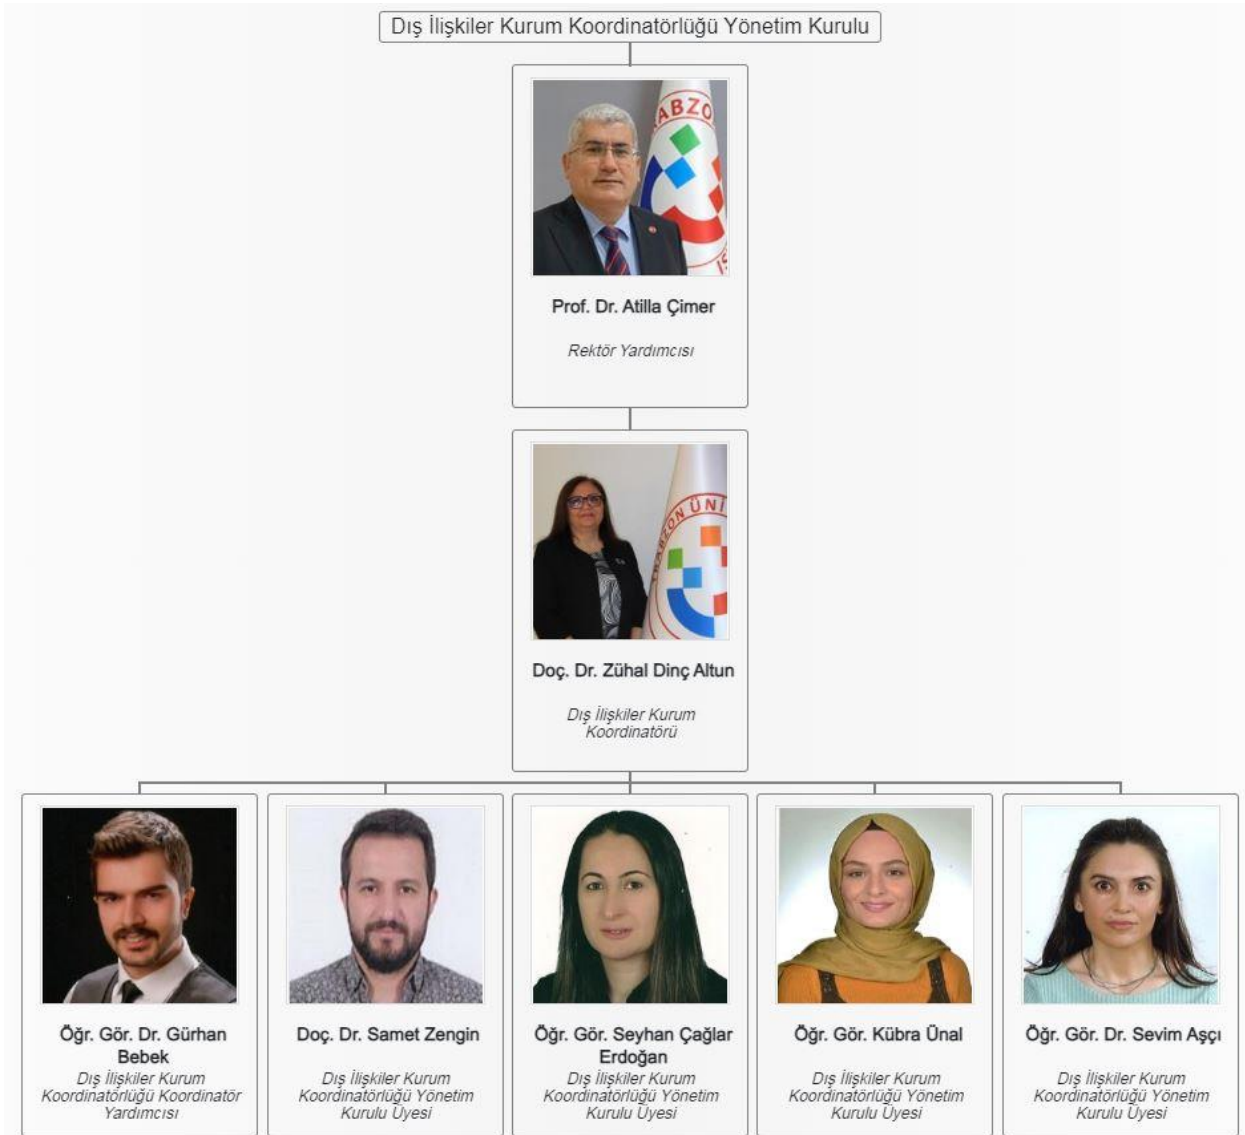 Dış İlişkiler Kurum Koordinatörlüğü Yönetim Kurulu
ABZO
Prof. Dr. Atilla Çimer
Rektör Yardımcısı
TRABZON ÜNİ
Doç. Dr. Zühal Dinç Altun
Dış İlişkiler Kurum
Koordinatörü
Öğr. Gör. Dr. Gürhan
Bebek
Dış İlişkiler Kurum
Koordinatörlüğü Koordinatör
Yardımcısı
Doç. Dr. Samet Zengin
Dış İlişkiler Kurum
Koordinatörlüğü Yönetim
Kurulu Üyesi
Öğr. Gör. Seyhan Çağlar
Erdoğan
Dış İlişkiler Kurum
Koordinatörlüğü Yönetim
Kurulu Üyesi
Öğr. Gör. Kübra Ünal
Dış İlişkiler Kurum
Koordinatörlüğü Yönetim
Kurulu Üyesi
Öğr. Gör. Dr. Sevim Aşçı
Dış İlişkiler Kurum
Koordinatörlüğü Yönetim
Kurulu Üyesi